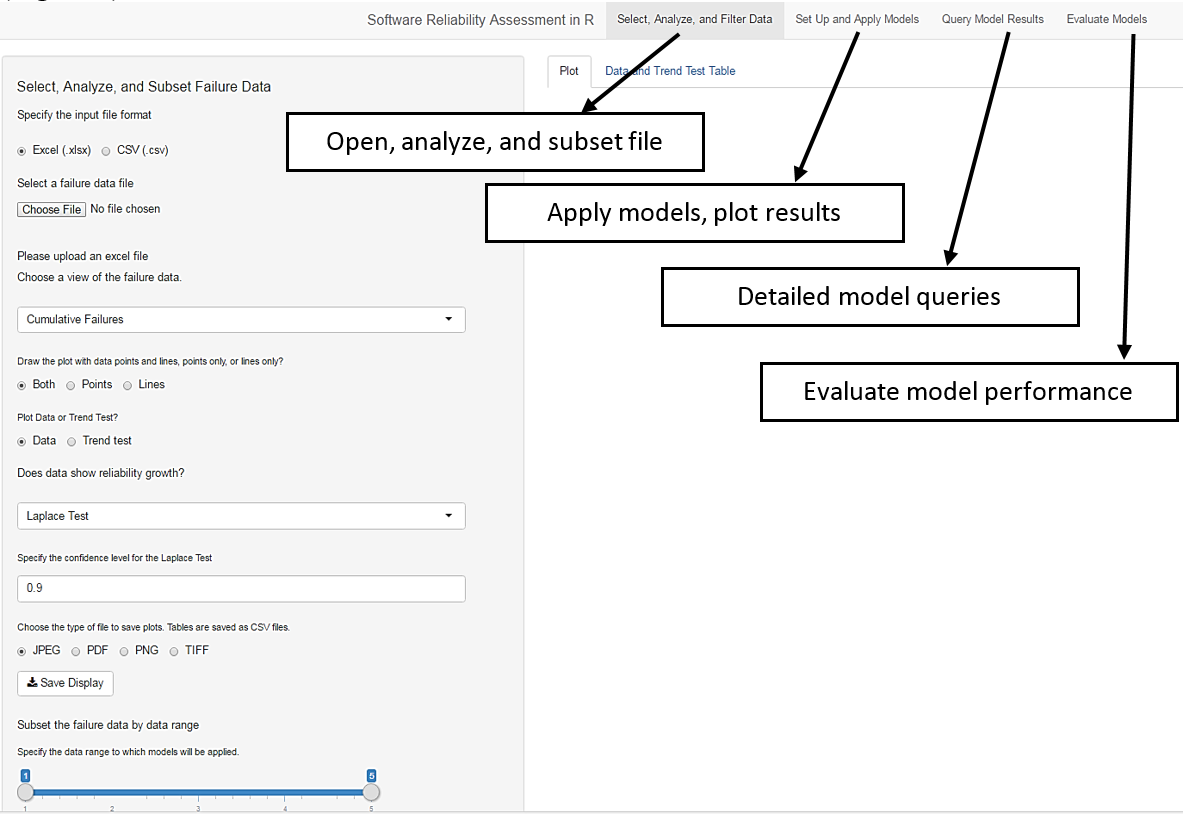 Software Reliability Assessment in R
Select, Analyze, and Filter Data
Set Up and Apply Models
Query Model Results
Evaluate Models
Plot
Data and Trend Test Table
Select, Analyze, and Subset Failure Data
Specify the input file format
Excel (.xlsx) CSV (.csv)
Select a failure data file
Choose File No file chosen
Please upload an excel file
Choose a view of the failure data.
Cumulative Failures
Draw the plot with data points and lines, points only, or lines only?
Both Points Lines
Plot Data or Trend Test?
Data Trend test
Does data show reliability growth?
Laplace Test
Specify the confidence level for the Laplace Test
0.9
Choose the type of file to save plots. Tables are saved as CSV files.
JPEG PDF PNG TIFF
Save Display
Subset the failure data by data range
Specify the data range to which models will be applied.
1 5
1 2 3 4 5
Open, analyze, and subset file
Apply models, plot results
Detailed model queries
Evaluate model performance